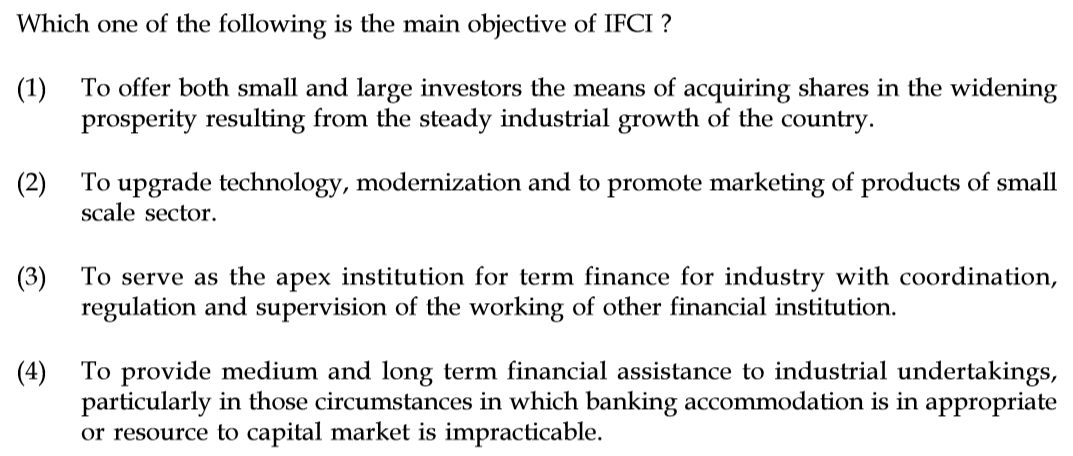 Which one of the following is the main objective of IFCI ?
(1) To offer both small and large investors the means of acquiring shares in the widening
prosperity resulting from the steady industrial growth of the country.
(2) To upgrade technology, modernization and to promote marketing of products of small
scale sector.
(3) To serve as the apex institution for term finance for industry with coordination,
regulation and supervision of the working of other financial institution.
(4) To provide medium and long term financial assistance to industrial undertakings,
particularly in those circumstances in which banking accommodation is in appropriate
or resource to capital market is impracticable.